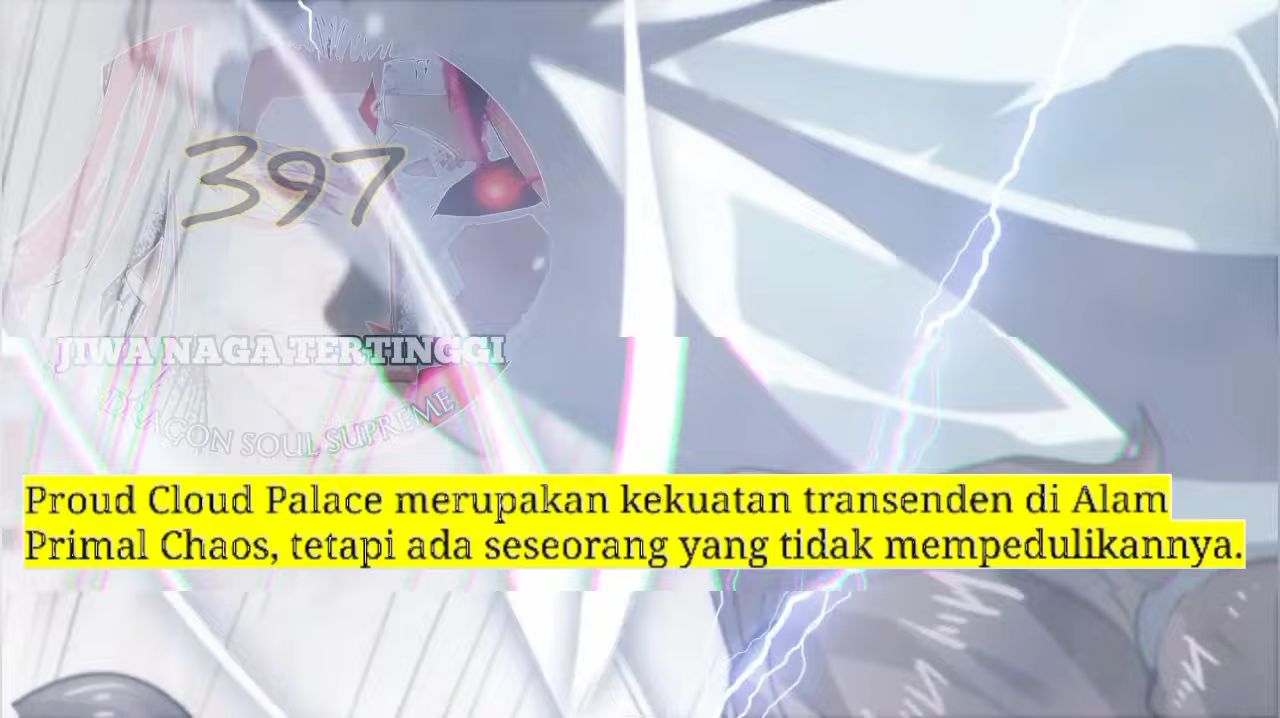 397
JIWA NAGA TERTINGGI
DRAGON SOUL SUPREME
Proud Cloud Palace merupakan kekuatan transenden di Alam
Primal Chaos, tetapi ada seseorang yang tidak mempedulikannya.